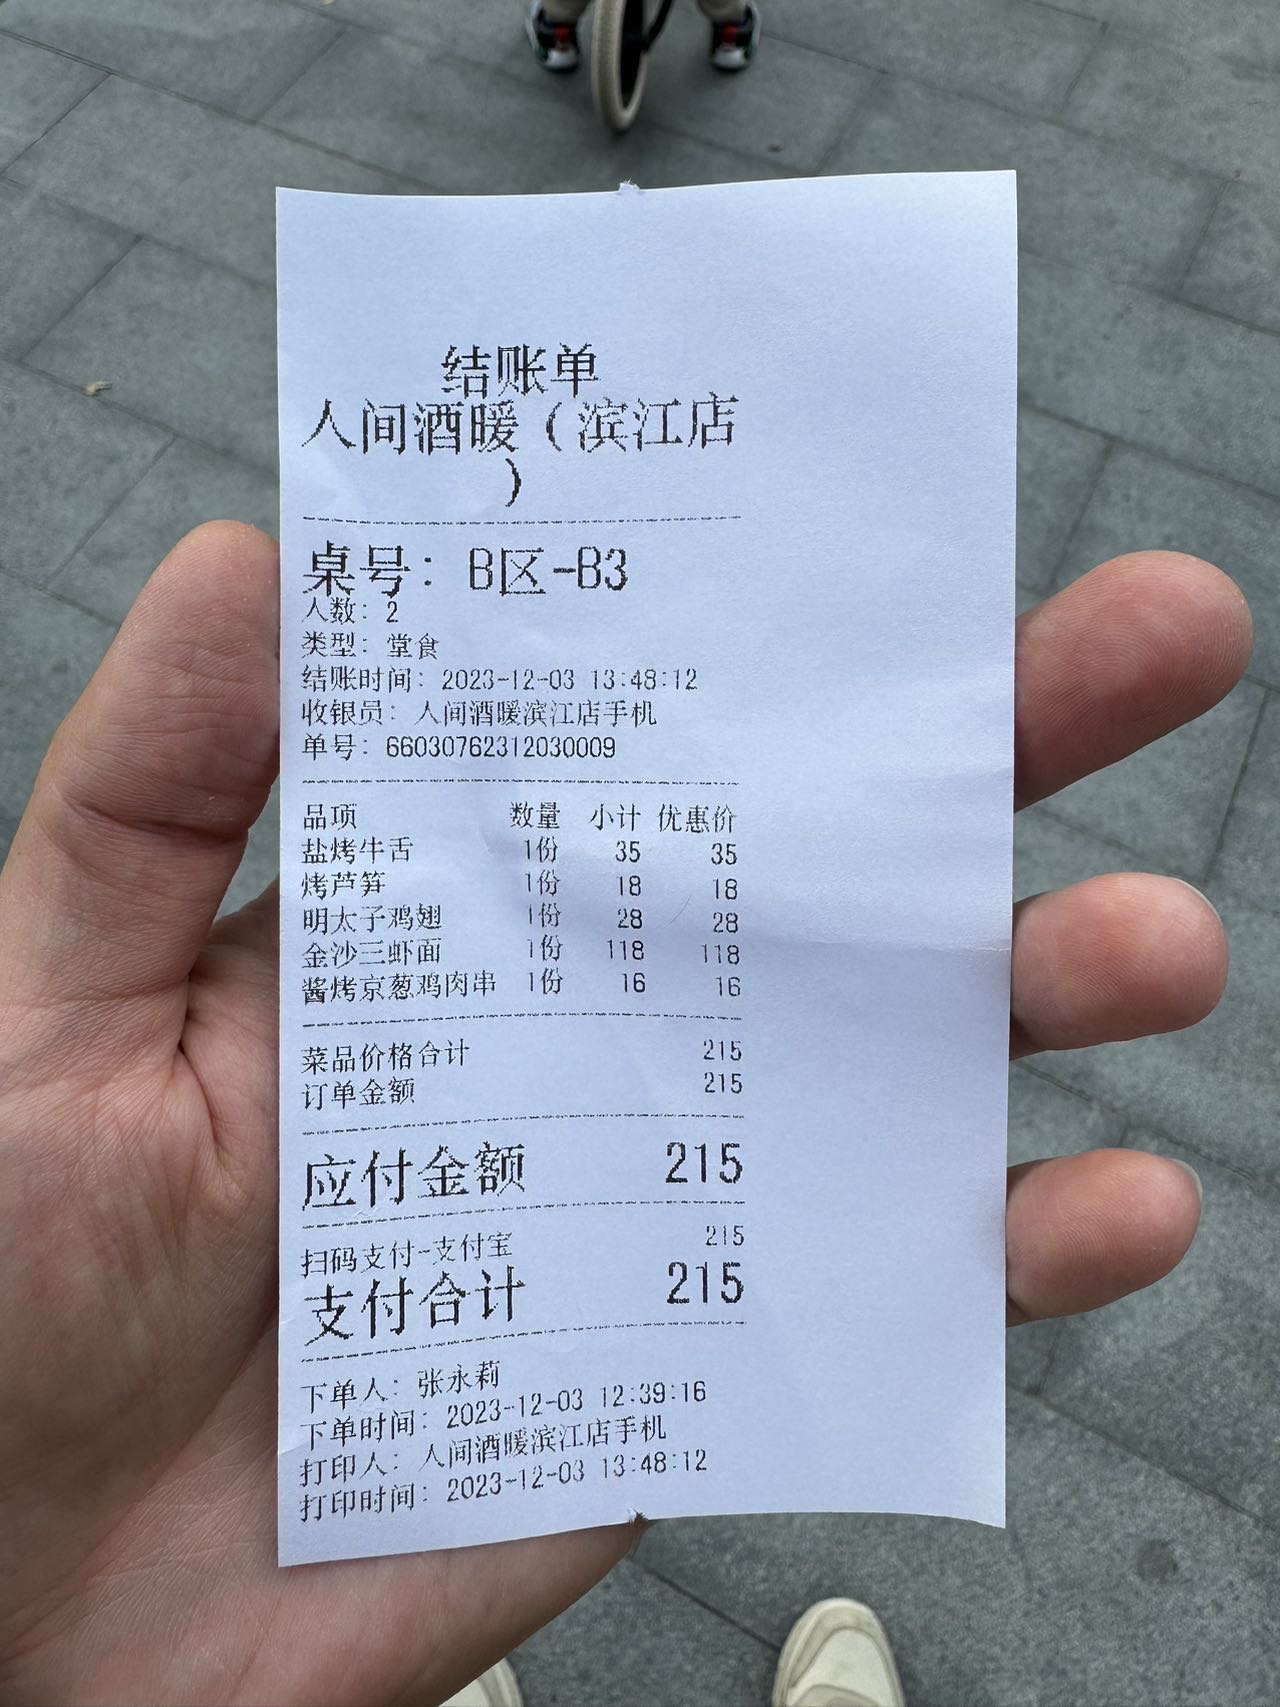 结账单
人间酒暖（滨江店
）
桌号：B区-B3
人数：2
类型：堂食
结账时间：2023-12-03 13:48:12
收银员：人间酒暖滨江店手机
单号：66030762312030009
品项 数量 小计 优惠价
盐烤牛舌 1份 35 35
烤芦笋 1份 18 18
明太子鸡翅 1份 28 28
金沙三虾面 1份 118 118
酱烤京葱鸡肉串 1份 16 16
菜品价格合计 215
订单金额 215
应付金额 215
扫码支付-支付宝 215
支付合计 215
下单人：张永莉
下单时间：2023-12-03 12:39:16
打印人：人间酒暖滨江店手机
打印时间：2023-12-03 13:48:12